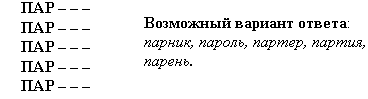 ПАР – – –
ПАР – – –
ПАР – – –
ПАР – – –
ПАР – – –
Возможный вариант ответа:
парник, пароль, партер, партия,
парень.